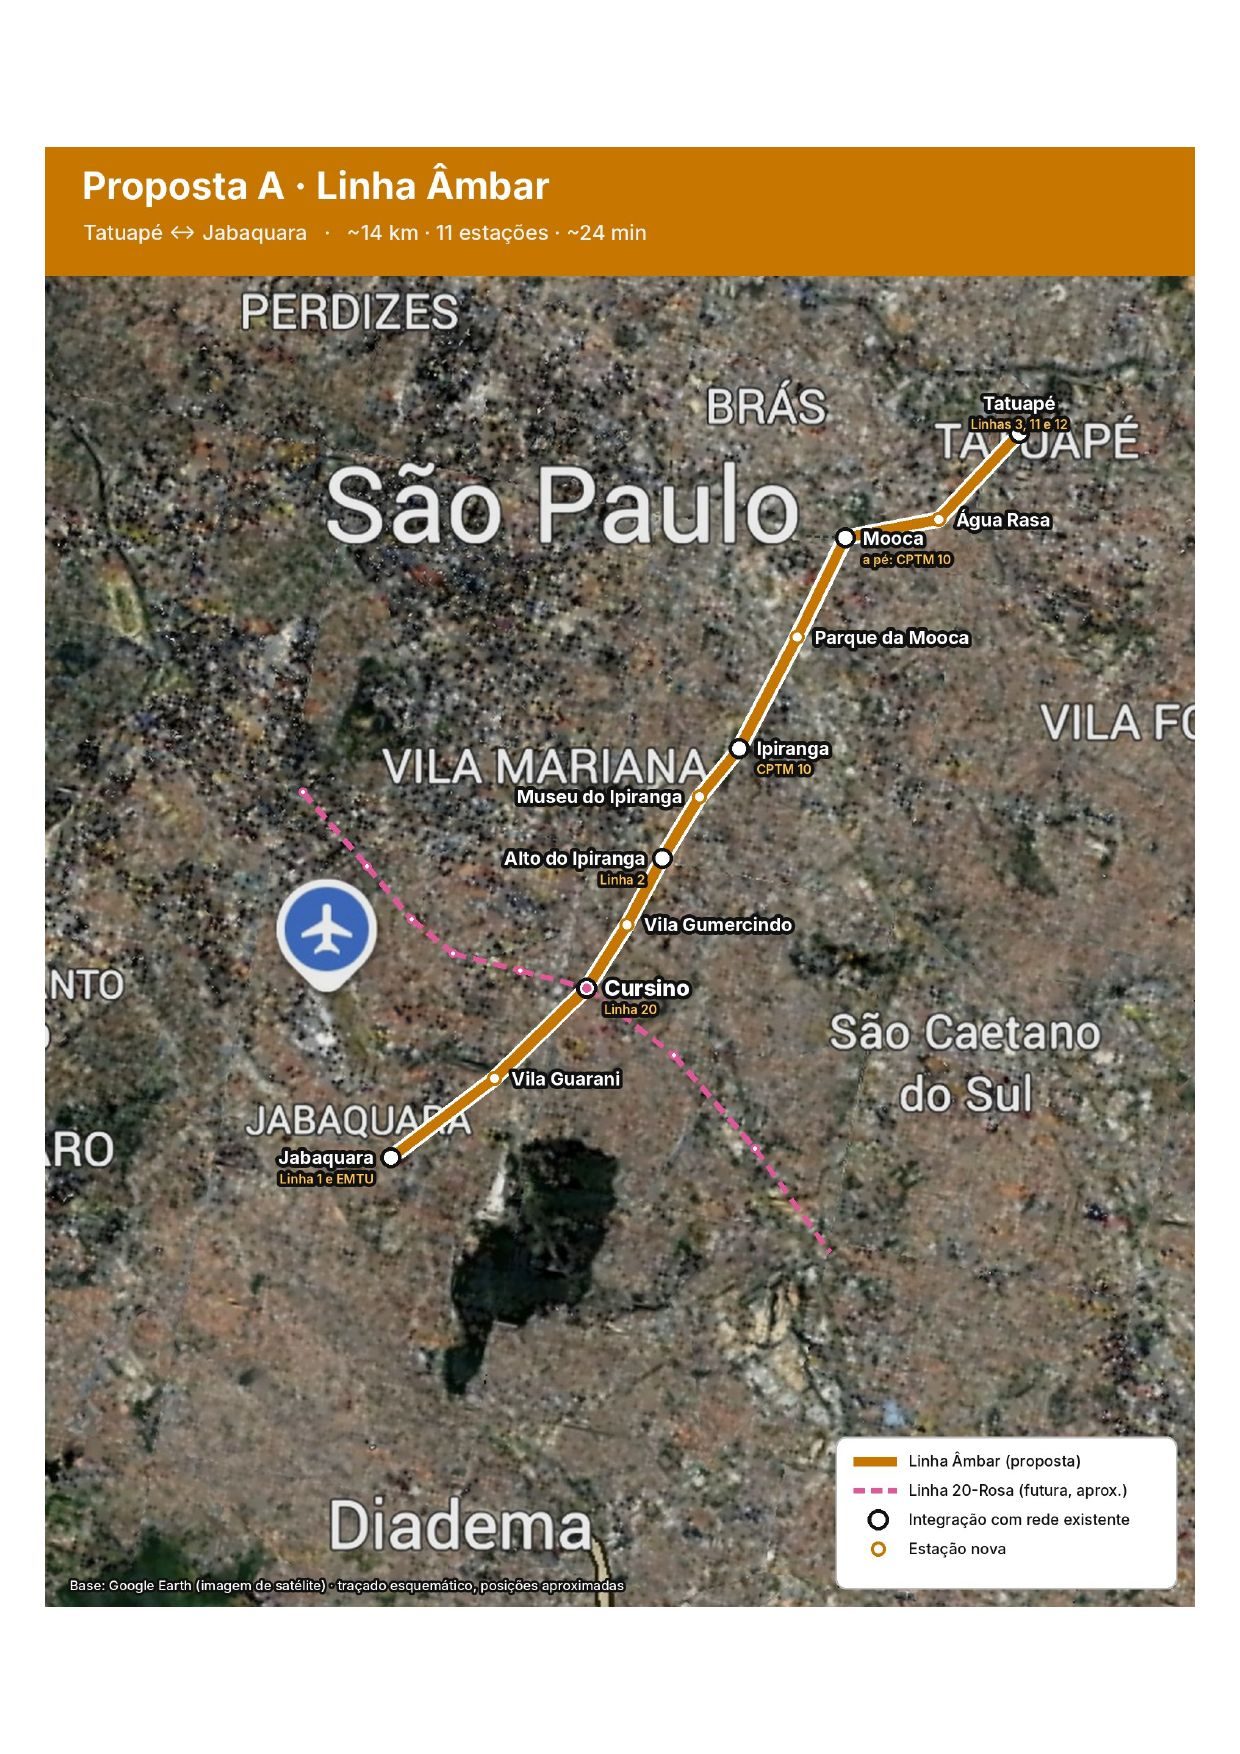 Proposta A · Linha Âmbar
Tatuapé ↔ Jabaquara · ~14 km · 11 estações · ~24 min
PERDIZES
BRÁS
Tatuapé
Linhas 3, 11 e 12
TATUAPÉ
São Paulo
Água Rasa
Mooca
a pé: CPTM 10
Parque da Mooca
VILA FO
VILA MARIANA
Ipiranga
CPTM 10
Museu do Ipiranga
Alto do Ipiranga
Linha 2
Vila Gumercindo
NTO
Cursino
Linha 20
São Caetano
do Sul
Vila Guarani
JABAQUARA
ARO
Jabaquara
Linha 1 e EMTU
Diadema
Linha Âmbar (proposta)
Linha 20-Rosa (futura, aprox.)
Integração com rede existente
Estação nova
Base: Google Earth (imagem de satélite) · traçado esquemático, posições aproximadas